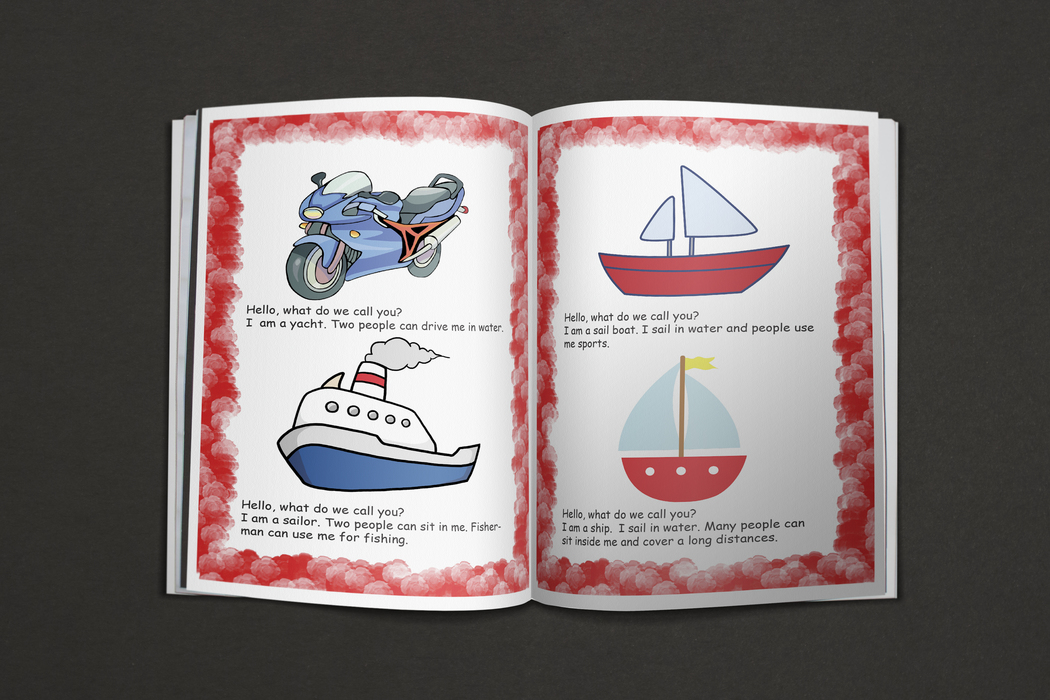 Hello, what do we call you?
I am a yacht. Two people can drive me in water.
Hello, what do we call you?
I am a sailor. Two people can sit in me. Fisher-
man can use me for fishing.
Hello, what do we call you?
I am a sail boat. I sail in water and people use
me sports.
Hello, what do we call you?
I am a ship. I sail in water. Many people can
sit inside me and cover a long distances.